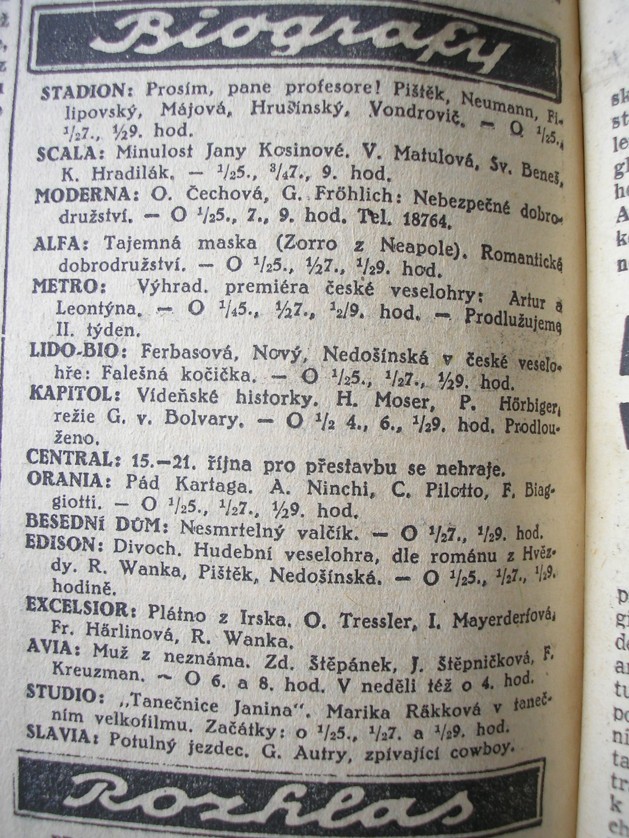 Biografy
STADION: Prosím, pane profesore! Pištěk, Neumann, Fi-
lipovský, Májová, Hrušínský, Vondrovič. — O ½5.,
½7., ½9. hod.
SCALA: Minulost Jany Kosinové. V. Matulová, Sv. Beneš,
K. Hradilák. — ½5., ¾7., 9. hod.
MODERNA: O. Čechová, G. Fröhlich: Nebezpečné dobro-
družství. — O ½5., 7., 9. hod. Tel. 18764.
ALFA: Tajemná maska (Zorro z Neapole). Romantické
dobrodružství. — O ½5., ½7., ½9. hod.
METRO: Výhrad. premiéra české veselohry: Artur a
Leontýna. — O ¼5., ½7., ½9. hod. — Prodlužujeme
II. týden.
LIDO-BIO: Ferbasová, Nový, Nedošínská v české veselo-
hře: Falešná kočička. — O ½5., ½7., ½9. hod.
KAPITOL: Vídeňské historky. H. Moser, P. Hörbiger,
režie G. v. Bolvary. — O ½ 4., 6., ½9. hod. Prodlou-
ženo.
CENTRAL: 15.—21. října pro přestavbu se nehraje.
ORANIA: Pád Kartaga. A. Ninchi, C. Pilotto, F. Biag-
giotti. — O ½5., ½7., ½9. hod.
BESEDNÍ DŮM: Nesmrtelný valčík. — O ½7., ½9. hod.
EDISON: Divoch. Hudební veselohra, dle románu z Hvěz-
dy. R. Wanka, Pištěk, Nedošínská. — O ½5., ½7., ½9.
hodině.
EXCELSIOR: Plátno z Irska. O. Tressler, I. Mayerderfová,
Fr. Härlinová, R. Wanka.
AVIA: Muž z neznáma. Zd. Štěpánek, J. Štěpničková, F.
Kreuzman. — O 6. a 8. hod. V neděli též o 4. hod.
STUDIO: „Tanečnice Janina". Marika Räkková v taneč-
ním velkofilmu. Začátky: o ½5., ½7. a ½9. hod.
SLAVIA: Potulný jezdec. G. Autry, zpívající cowboy.
Rozhlas